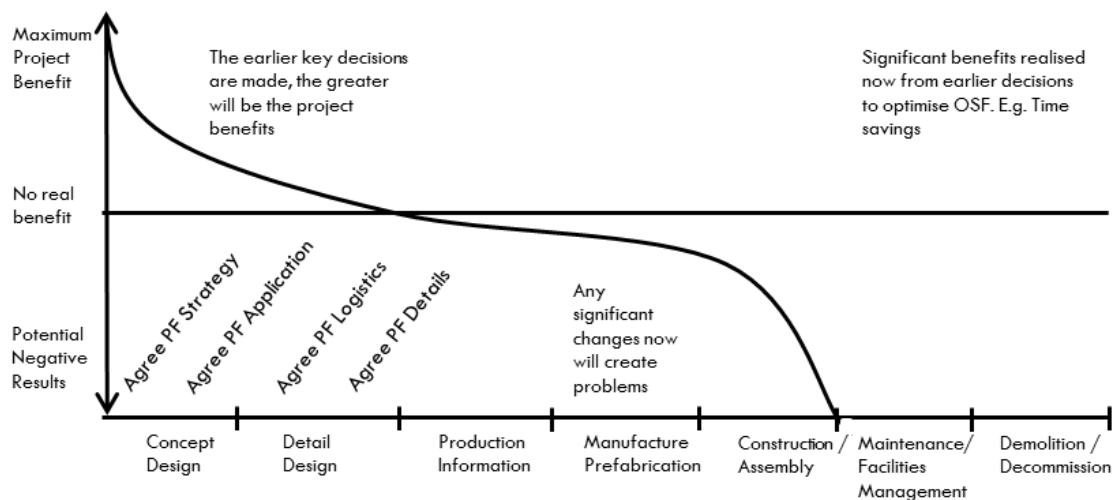 Maximum
Project
Benefit
The earlier key decisions
are made, the greater
will be the project
benefits
Significant benefits realised
now from earlier decisions
to optimise OSF. E.g. Time
savings
No real
benefit
Potential
Negative
Results
Agree PF Strategy
Agree PF Application
Agree PF Logistics
Agree PF Details
Any
significant
changes now
will create
problems
Concept
Design
Detail
Design
Production
Information
Manufacture
Prefabrication
Construction /
Assembly
Maintenance/
Facilities
Management
Demolition /
Decommission